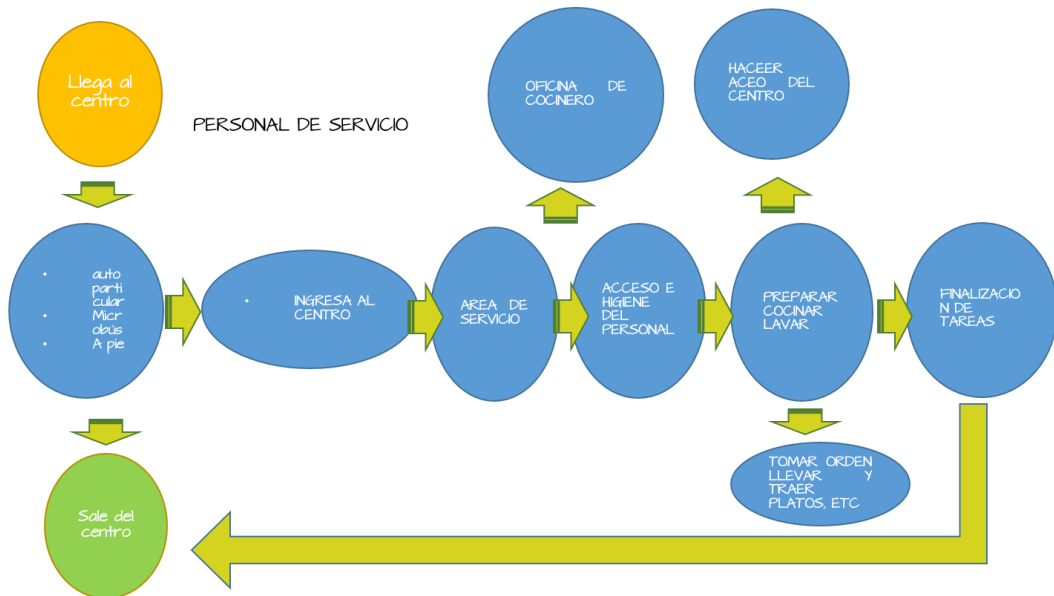 Llega al
centro
PERSONAL DE SERVICIO
OFICINA DE
COCINERO
HACEER
ACEO DEL
CENTRO
• auto
parti
cular
• Micr
obús
• A pie
• INGRESA AL
CENTRO
AREA DE
SERVICIO
ACCESO E
HIGIENE
DEL
PERSONAL
PREPARAR
COCINAR
LAVAR
FINALIZACIO
N DE
TAREAS
TOMAR ORDEN
LLEVAR Y
TRAER
PLATOS, ETC
Sale del
centro